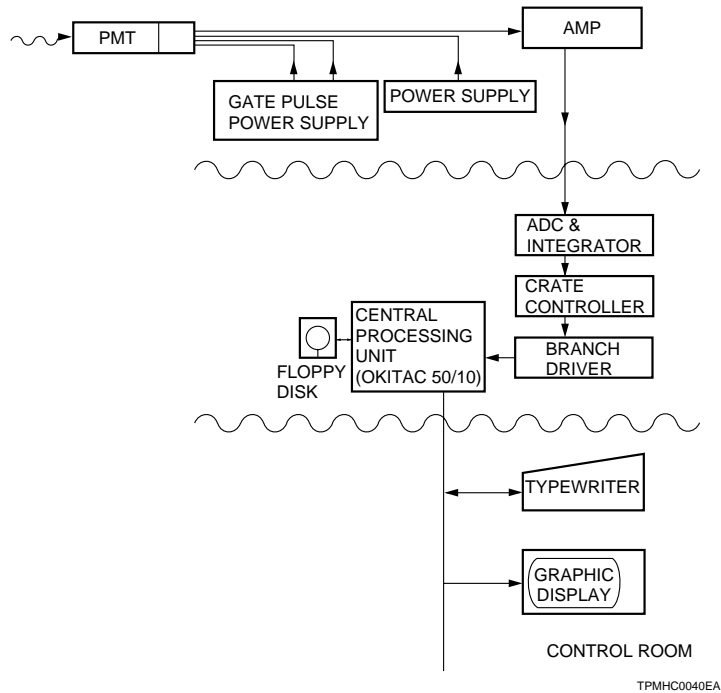 PMT
AMP
GATE PULSE
POWER SUPPLY
POWER SUPPLY
ADC &
INTEGRATOR
CRATE
CONTROLLER
BRANCH
DRIVER
CENTRAL
PROCESSING
UNIT
(OKITAC 50/10)
FLOPPY
DISK
TYPEWRITER
GRAPHIC
DISPLAY
CONTROL ROOM
TPMHC0040EA